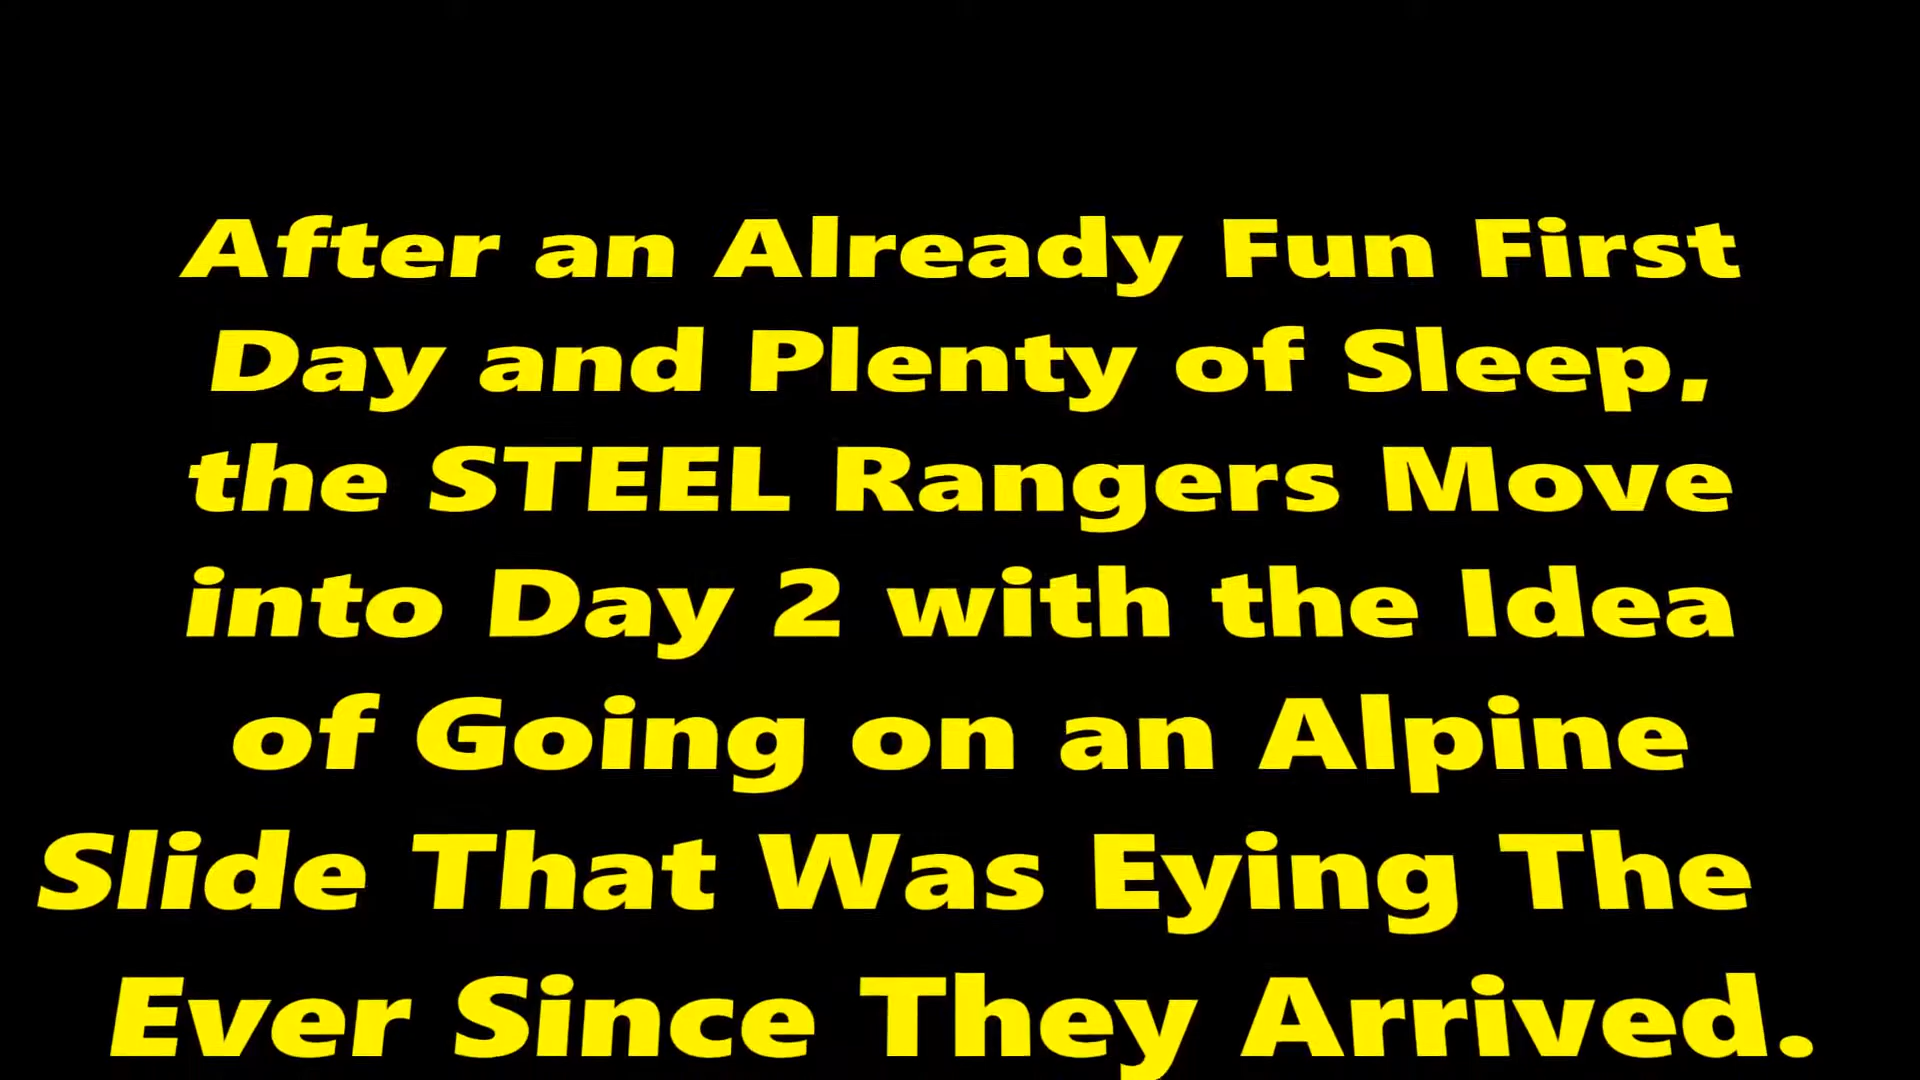 After an Already Fun First
Day and Plenty of Sleep,
the STEEL Rangers Move
into Day 2 with the Idea
of Going on an Alpine
Slide That Was Eying The
Ever Since They Arrived.